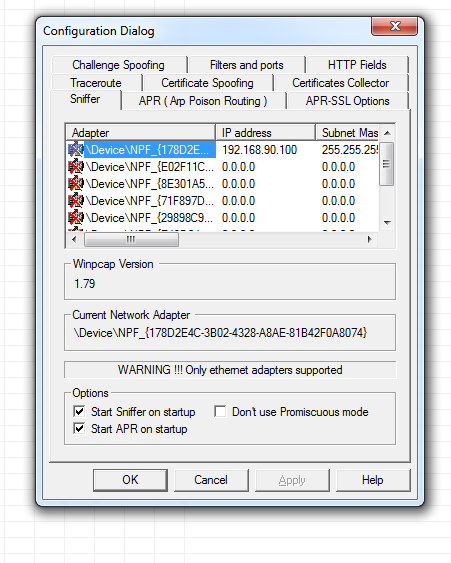 Configuration Dialog
Challenge Spoofing Filters and ports HTTP Fields
Traceroute Certificate Spoofing Certificates Collector
Sniffer APR ( Arp Poison Routing ) APR-SSL Options
Adapter IP address Subnet Mas
\Device\NPF_{178D2E... 192.168.90.100 255.255.255
\Device\NPF_{E02F11C... 0.0.0.0 0.0.0.0
\Device\NPF_{8E301A5... 0.0.0.0 0.0.0.0
\Device\NPF_{71F897D... 0.0.0.0 0.0.0.0
\Device\NPF_{29898C9... 0.0.0.0 0.0.0.0
Winpcap Version
1.79
Current Network Adapter
\Device\NPF_{178D2E4C-3B02-4328-A8AE-81B42F0A8074}
WARNING !!! Only ethernet adapters supported
Options
Start Sniffer on startup Don't use Promiscuous mode
Start APR on startup
OK Cancel Apply Help